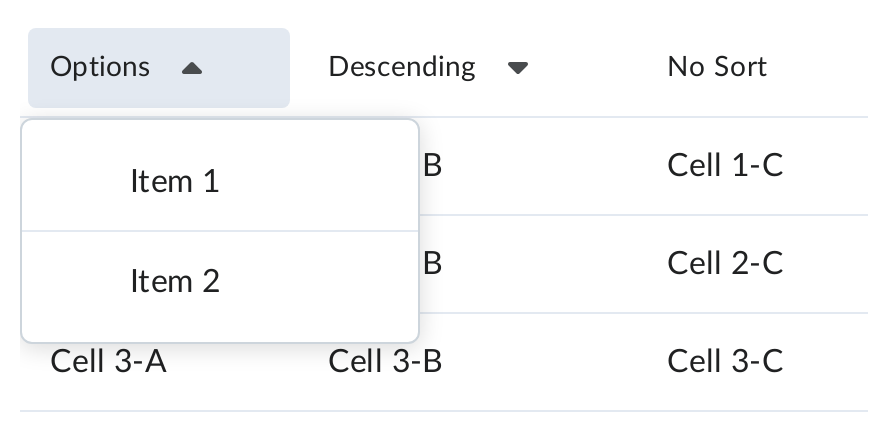 Options Descending No Sort
Item 1 B Cell 1-C
Item 2 B Cell 2-C
Cell 3-A Cell 3-B Cell 3-C